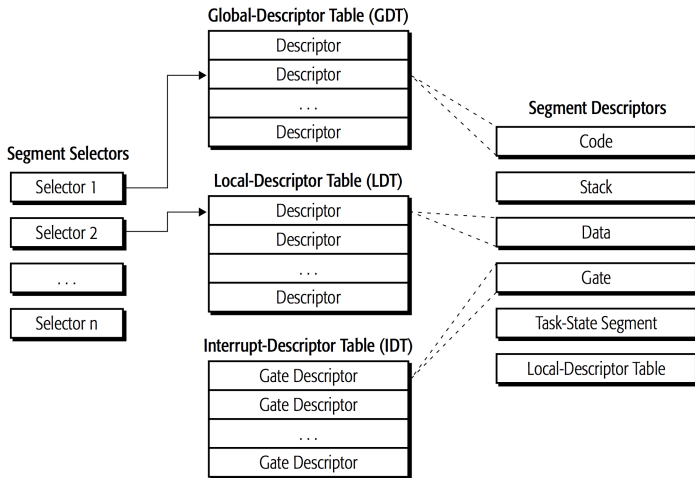 Segment Selectors
Selector 1
Selector 2
...
Selector n
Global-Descriptor Table (GDT)
Descriptor
Descriptor
...
Descriptor
Local-Descriptor Table (LDT)
Descriptor
Descriptor
...
Descriptor
Interrupt-Descriptor Table (IDT)
Gate Descriptor
Gate Descriptor
...
Gate Descriptor
Segment Descriptors
Code
Stack
Data
Gate
Task-State Segment
Local-Descriptor Table